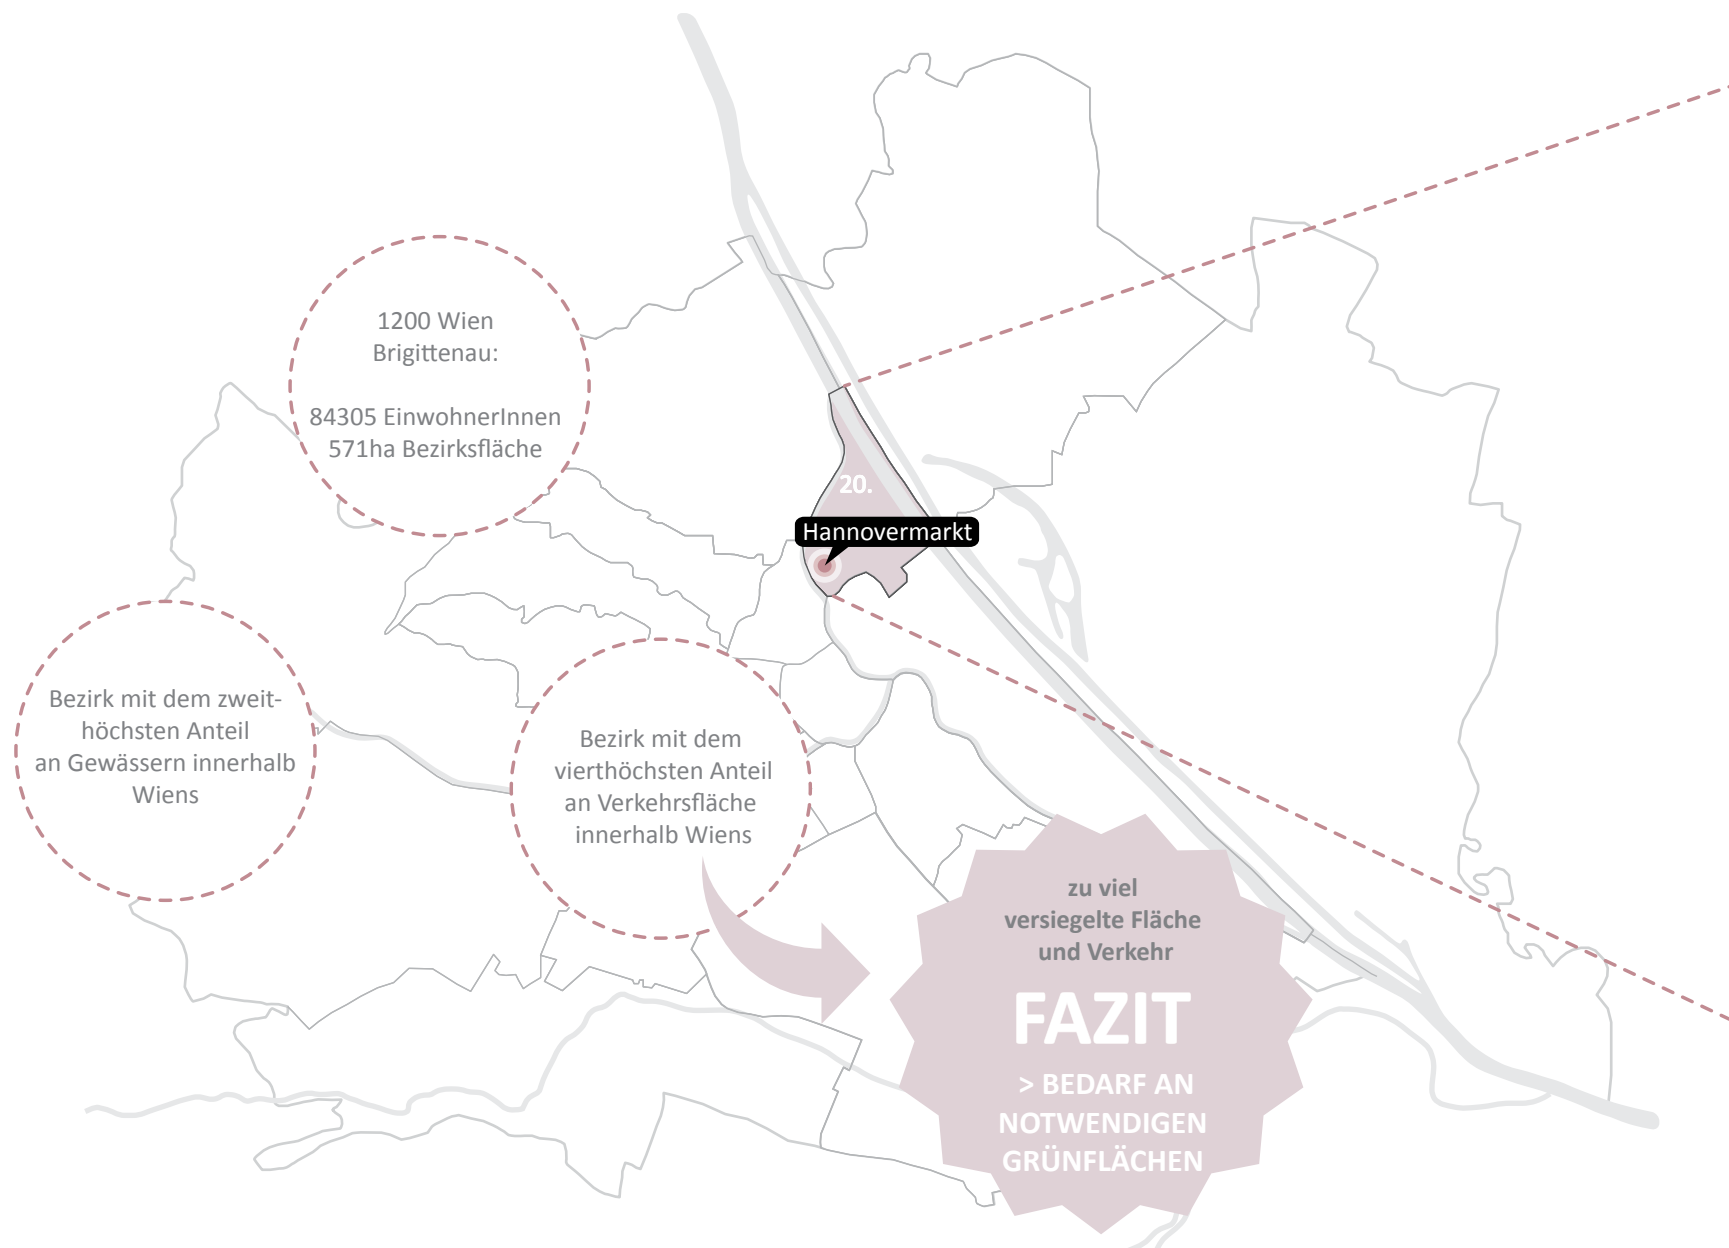 1200 Wien
Brigittenau:
84305 EinwohnerInnen
571ha Bezirksfläche
20.
Hannovermarkt
Bezirk mit dem zweit-
höchsten Anteil
an Gewässern innerhalb
Wiens
Bezirk mit dem
vierthöchsten Anteil
an Verkehrsfläche
innerhalb Wiens
zu viel
versiegelte Fläche
und Verkehr
FAZIT
> BEDARF AN
NOTWENDIGEN
GRÜNFLÄCHEN